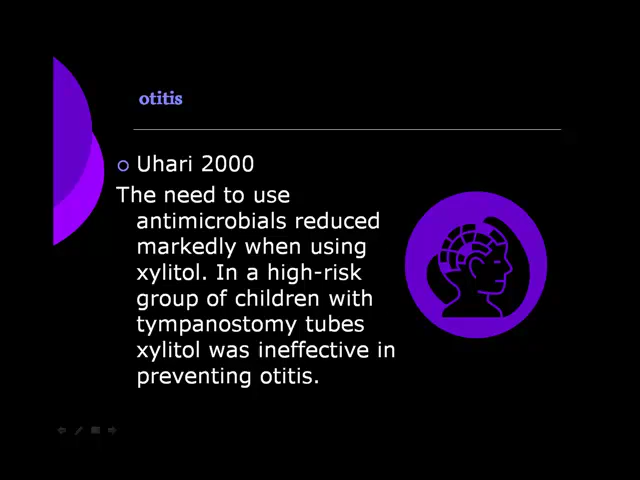 otitis
Uhari 2000
The need to use
antimicrobials reduced
markedly when using
xylitol. In a high-risk
group of children with
tympanostomy tubes
xylitol was ineffective in
preventing otitis.